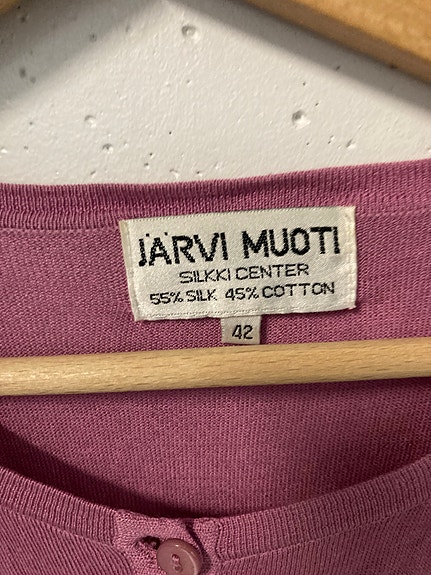 JÄRVI MUOTI
SILKKI CENTER
55% SILK 45% COTTON
42